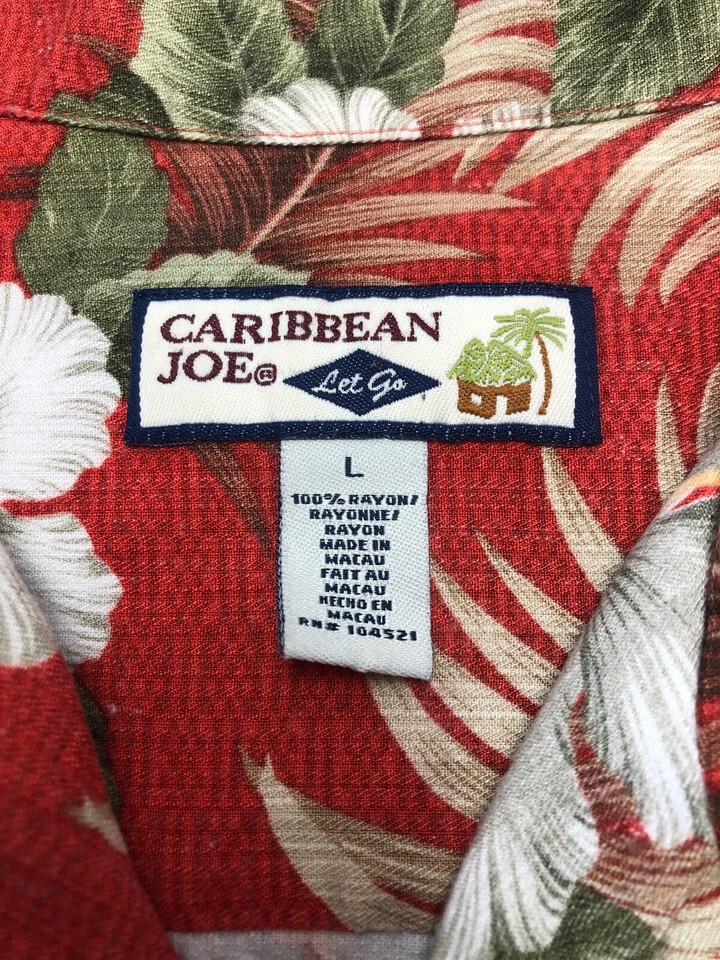 CARIBBEAN
JOE®
Let Go
L
100% RAYON/
RAYONNE/
RAYON
MADE IN
MACAU
FAIT AU
MACAU
HECHO EN
MACAU
RN# 104521